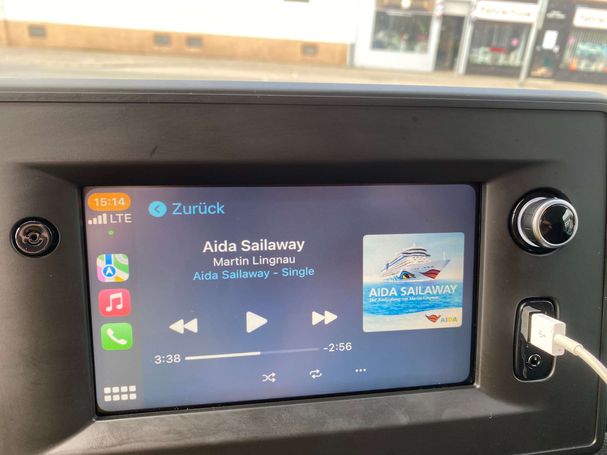 15:14
LTE
Zurück
Aida Sailaway
Martin Lingnau
Aida Sailaway - Single
3:38
-2:56
AIDA SAILAWAY
AIDA